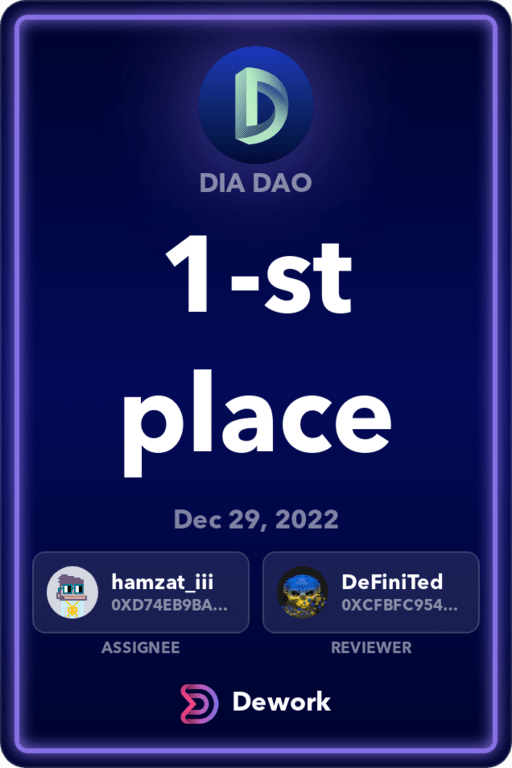 DIA DAO
1-st
place
Dec 29, 2022
hamzat_iii
0XD74EB9BA...
DeFiniTed
0XCFBFC954...
ASSIGNEE
REVIEWER
Dework